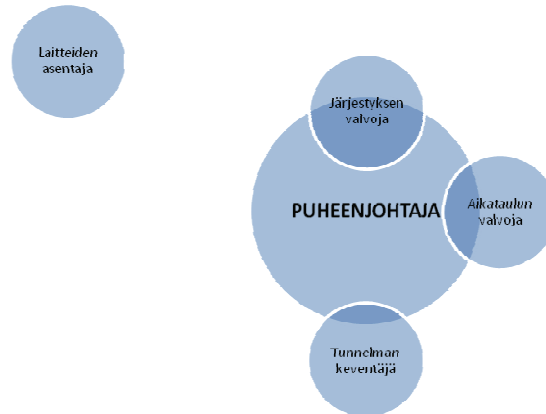 Laitteiden
asentaja
Järjestyksen
valvoja
PUHEENJOHTAJA
Aikataulun
valvoja
Tunnelman
keventäjä